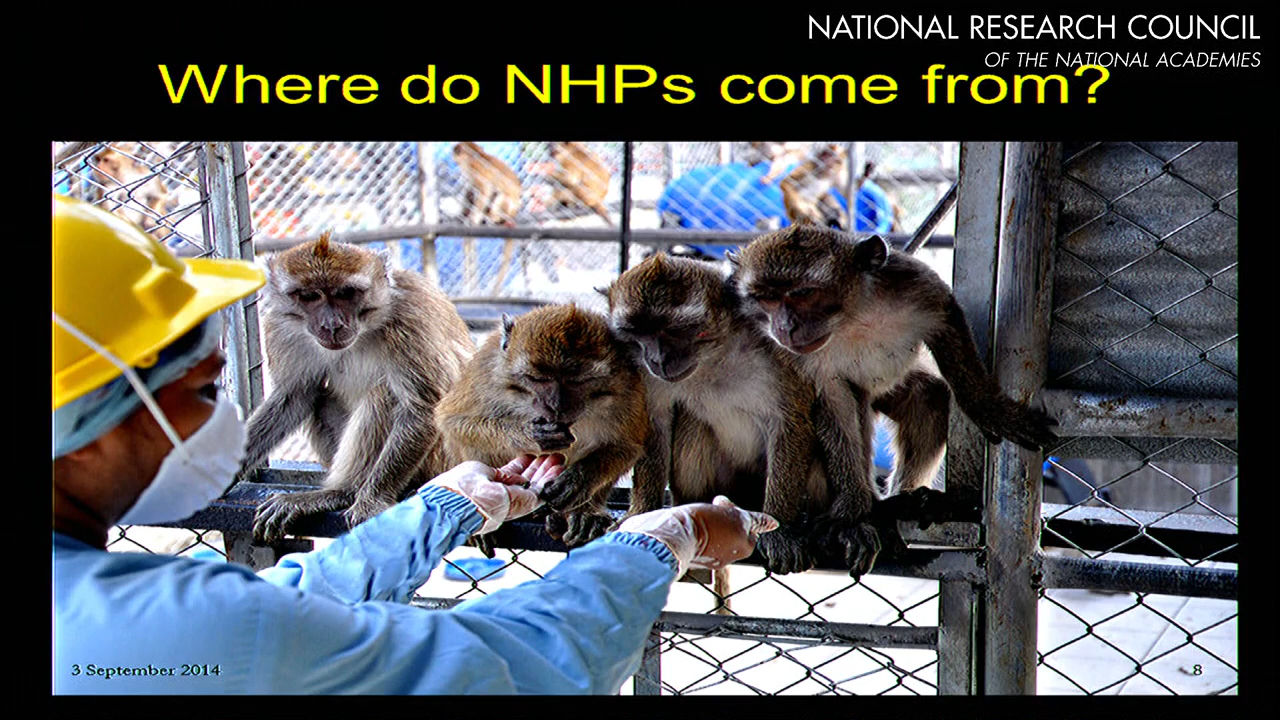 NATIONAL RESEARCH COUNCIL
OF THE NATIONAL ACADEMIES
Where do NHPs come from?
3 September 2014
8